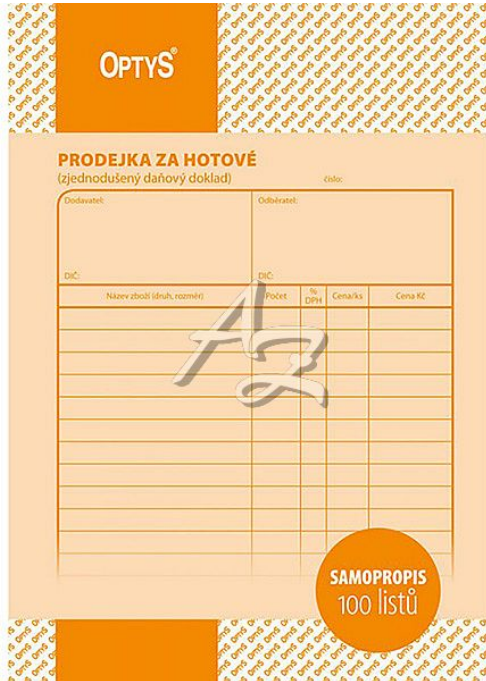 OPTYS®
PRODEJKA ZA HOTOVÉ
(zjednodušený daňový doklad) číslo:
Dodavatel: Odběratel:
DIČ: DIČ:
Název zboží (druh, rozměr) Počet % DPH Cena/ks Cena Kč
AZ
SAMOPROPIS
100 listů